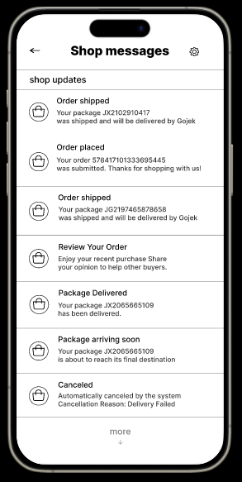 Shop messages
shop updates
Order shipped
Your package JX2102910417
was shipped and will be delivered by Gojek
Order placed
Your order 578417101333695445
was submitted. Thanks for shopping with us!
Order shipped
Your package JG2197465878658
was shipped and will be delivered by Gojek
Review Your Order
Enjoy your recent purchase Share
your opinion to help other buyers.
Package Delivered
Your package JX2065665109
has been delivered.
Package arriving soon
Your package JX2065665109
is about to reach its final destination
Canceled
Automatically canceled by the system
Cancellation Reason: Delivery Failed
more